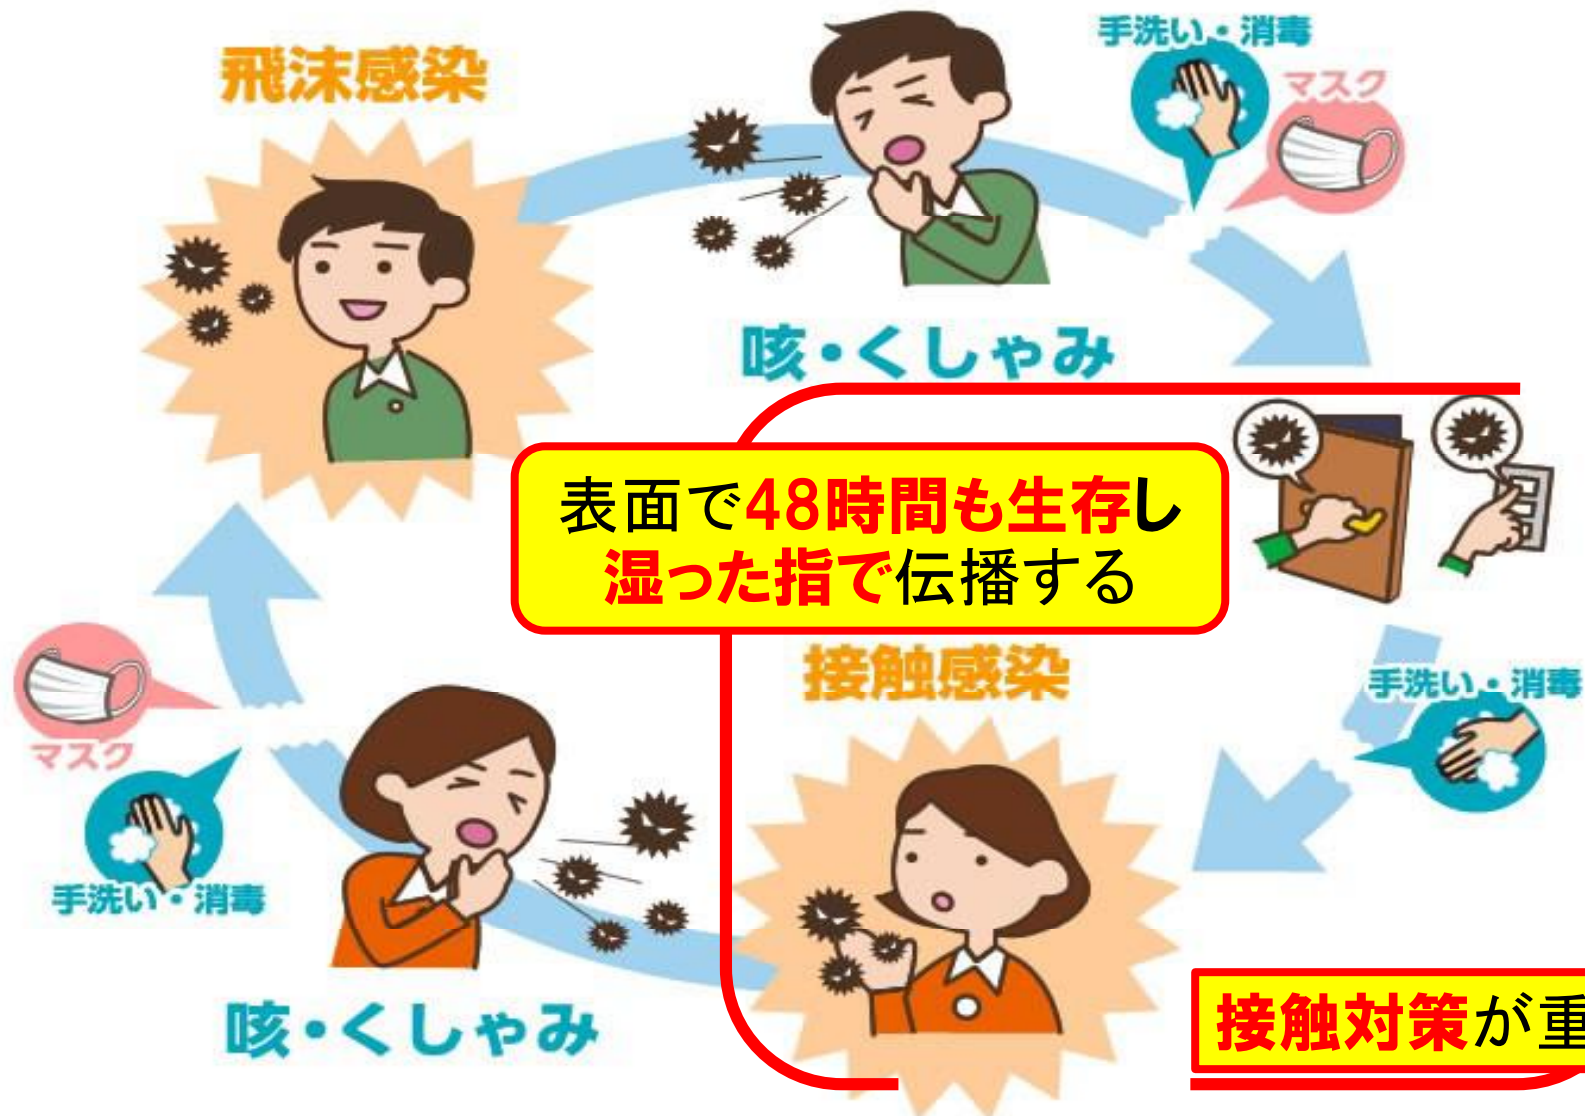 飛沫感染
手洗い・消毒
マスク
咳・くしゃみ
表面で48時間も生存し
湿った指で伝播する
接触感染
手洗い・消毒
マスク
手洗い・消毒
咳・くしゃみ
接触対策が重